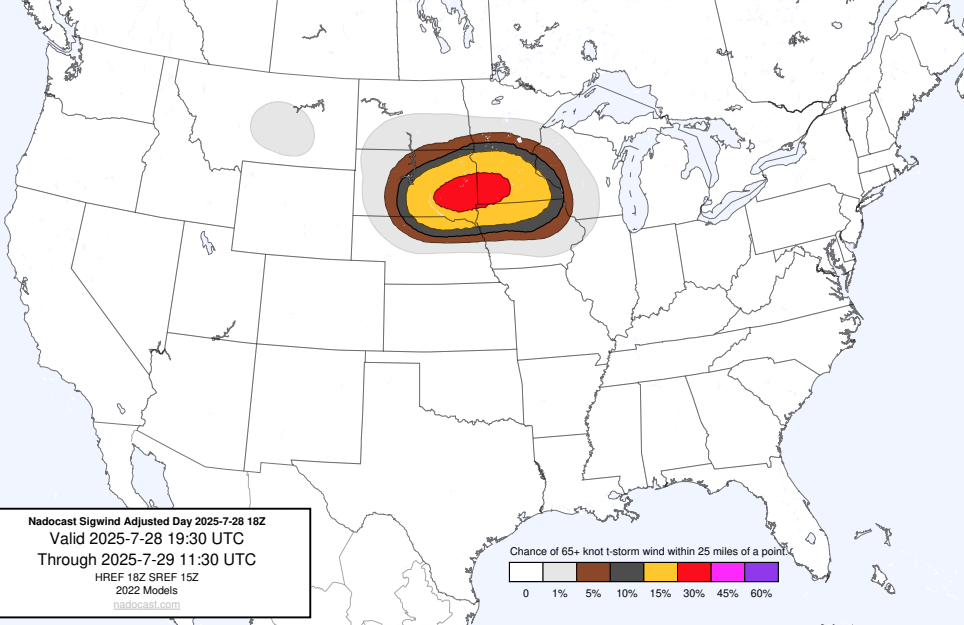 Nadocast Sigwind Adjusted Day 2025-7-28 18Z
Valid 2025-7-28 19:30 UTC
Through 2025-7-29 11:30 UTC
HREF 18Z SREF 15Z
2022 Models
nadocast.com
Chance of 65+ knot t-storm wind within 25 miles of a point.
0 1% 5% 10% 15% 30% 45% 60%